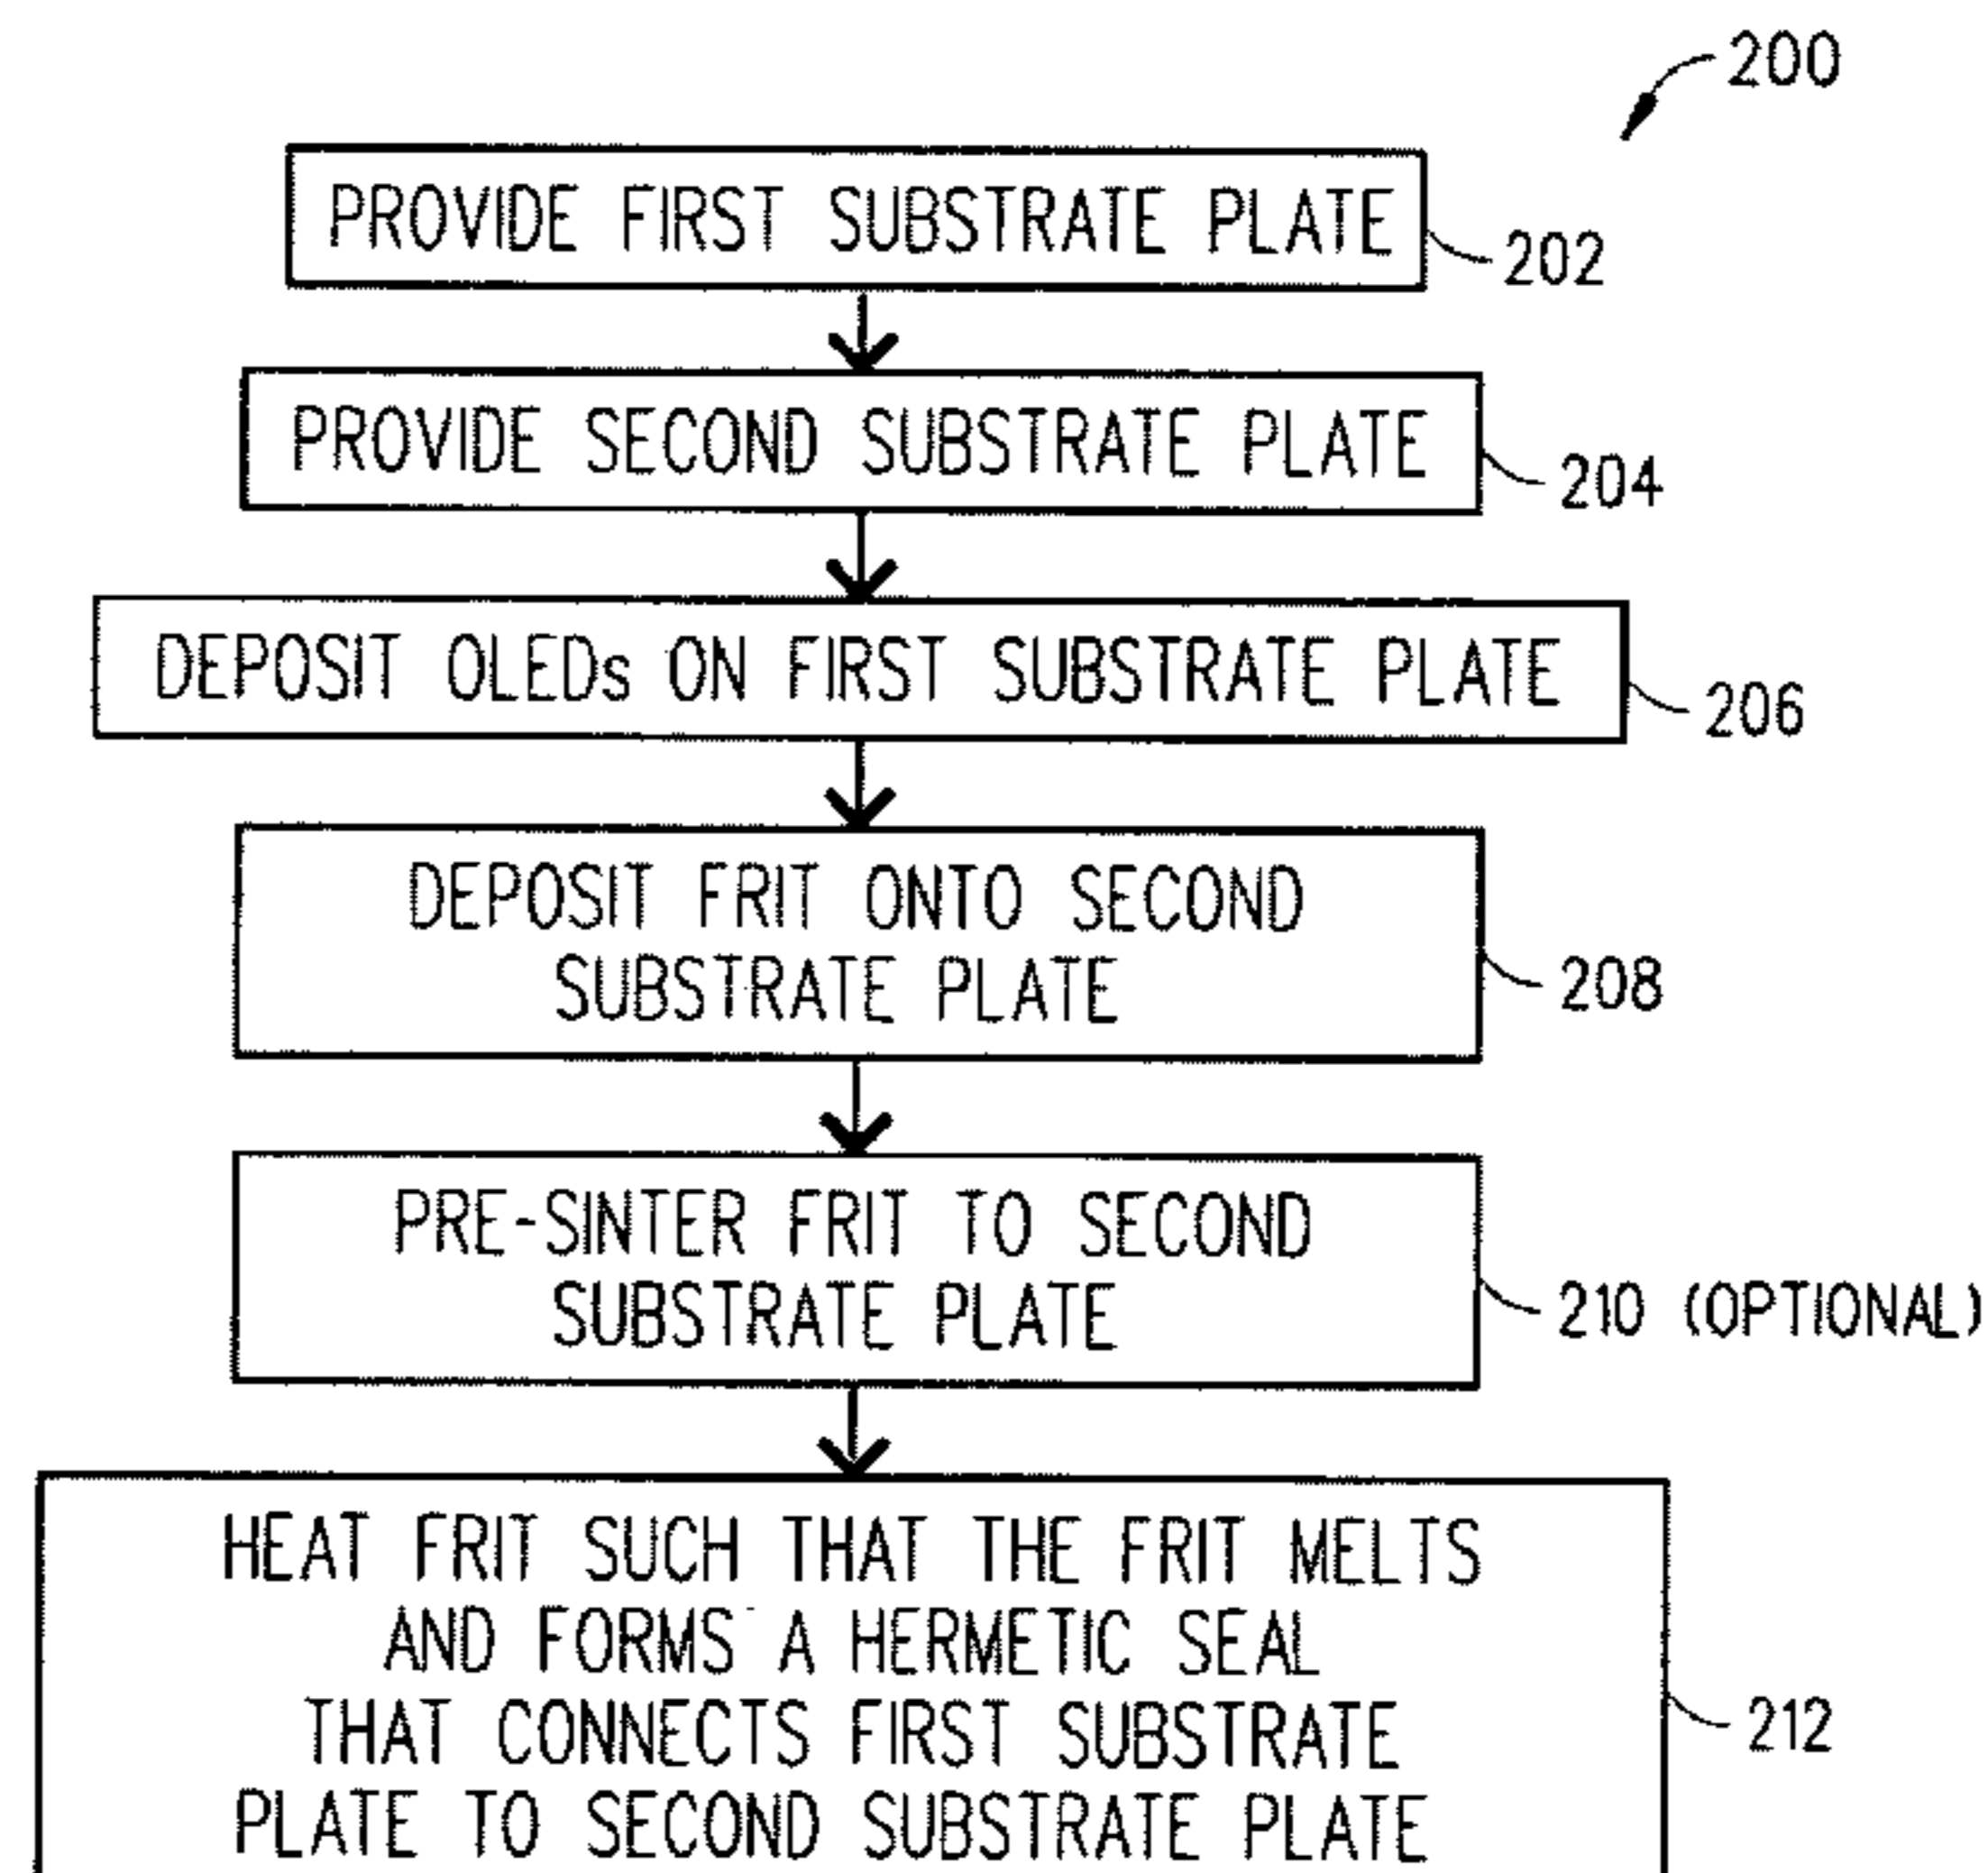 200
PROVIDE FIRST SUBSTRATE PLATE
202
PROVIDE SECOND SUBSTRATE PLATE
204
DEPOSIT OLEDs ON FIRST SUBSTRATE PLATE
206
DEPOSIT FRIT ONTO SECOND
SUBSTRATE PLATE
208
PRE-SINTER FRIT TO SECOND
SUBSTRATE PLATE
210 (OPTIONAL)
HEAT FRIT SUCH THAT THE FRIT MELTS
AND FORMS A HERMETIC SEAL
THAT CONNECTS FIRST SUBSTRATE
PLATE TO SECOND SUBSTRATE PLATE
212